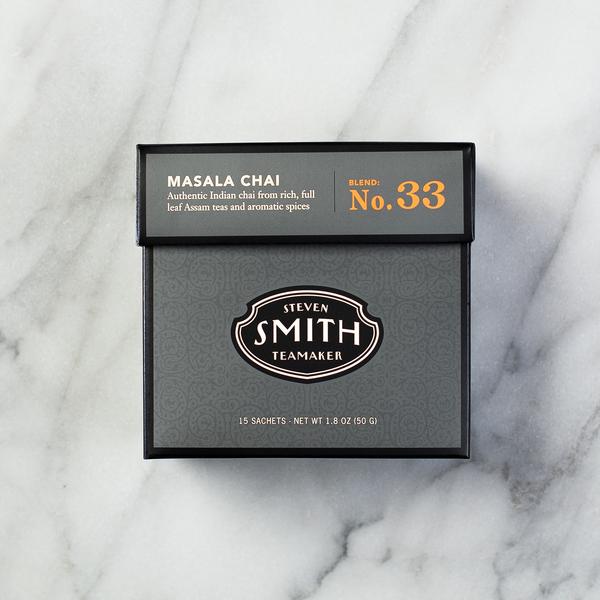 MASALA CHAI
Authentic Indian chai from rich, full
leaf Assam teas and aromatic spices
BLEND:
No. 33
STEVEN
SMITH
TEAMAKER
15 SACHETS · NET WT 1.8 OZ (50 G)